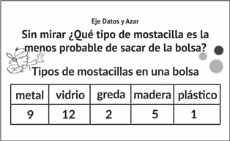 Eje Datos y Azar
Sin mirar ¿Qué tipo de mostacilla es la
menos probable de sacar de la bolsa?
Tipos de mostacillas en una bolsa
metal vidrio greda madera plástico
9 12 2 5 1